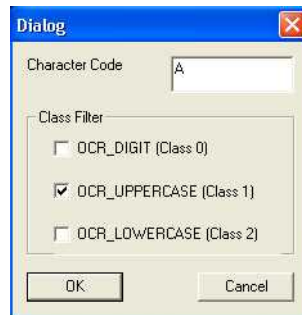 Dialog
Character Code
A
Class Filter
OCR_DIGIT (Class 0)
OCR_UPPERCASE (Class 1)
OCR_LOWERCASE (Class 2)
OK Cancel